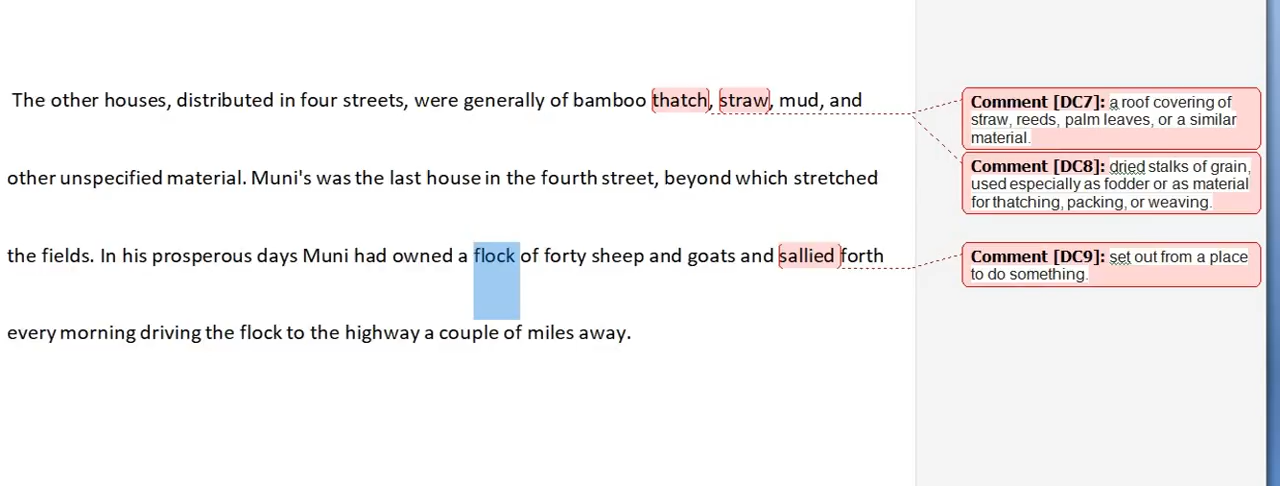 The other houses, distributed in four streets, were generally of bamboo thatch, straw, mud, and
other unspecified material. Muni's was the last house in the fourth street, beyond which stretched
the fields. In his prosperous days Muni had owned a flock of forty sheep and goats and sallied forth
every morning driving the flock to the highway a couple of miles away.
Comment [DC7]: a roof covering of
straw, reeds, palm leaves, or a similar
material.
Comment [DC8]: dried stalks of grain,
used especially as fodder or as material
for thatching, packing, or weaving.
Comment [DC9]: set out from a place
to do something.